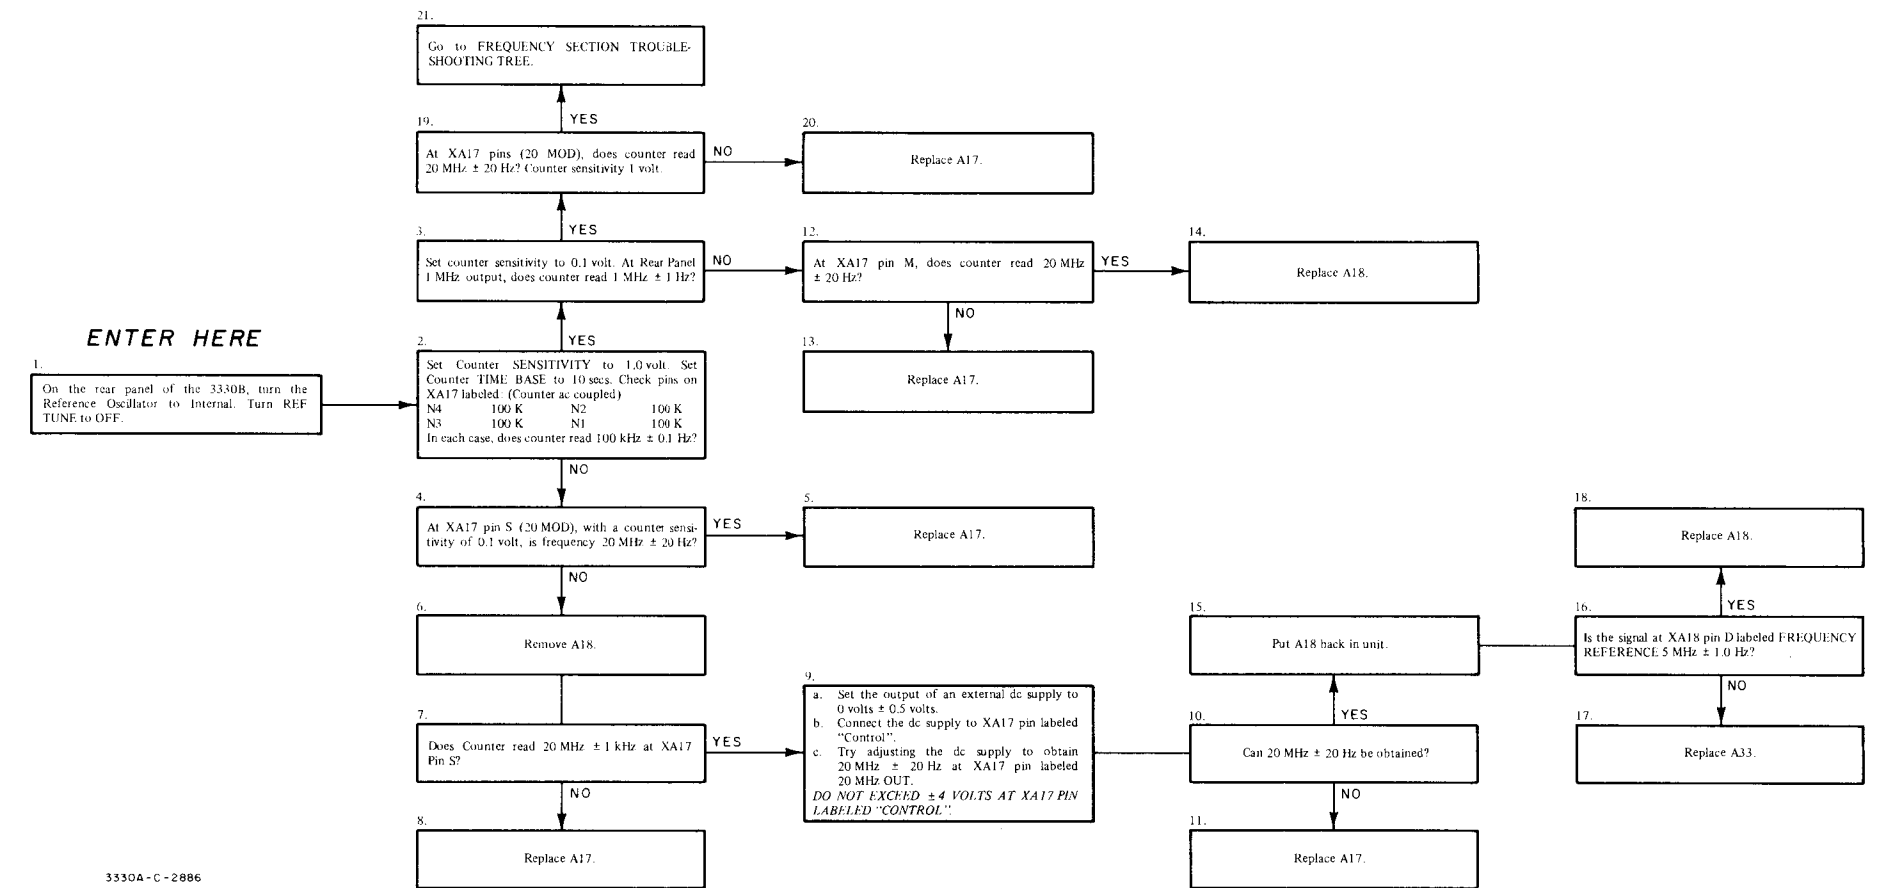 21.
Go to FREQUENCY SECTION TROUBLE-
SHOOTING TREE.
YES
19.
At XA17 pins (20 MOD), does counter read
20 MHz ± 20 Hz? Counter sensitivity 1 volt.
NO
20.
Replace A17.
YES
3.
Set counter sensitivity to 0.1 volt. At Rear Panel
1 MHz output, does counter read 1 MHz ± 1 Hz?
NO
12.
At XA17 pin M, does counter read 20 MHz
± 20 Hz?
YES
14.
Replace A18.
NO
13.
Replace A17.
YES
ENTER HERE
1.
On the rear panel of the 3330B, turn the
Reference Oscillator to Internal. Turn REF
TUNE to OFF.
2.
Set Counter SENSITIVITY to 1.0 volt. Set
Counter TIME BASE to 10 secs. Check pins on
XA17 labeled: (Counter ac coupled)
N4 100 K N2 100 K
N3 100 K N1 100 K
In each case, does counter read 100 kHz ± 0.1 Hz?
NO
4.
At XA17 pin S (20 MOD), with a counter sensi-
tivity of 0.1 volt, is frequency 20 MHz ± 20 Hz?
YES
5.
Replace A17.
NO
6.
Remove A18.
7.
Does Counter read 20 MHz ± 1 kHz at XA17
Pin S?
YES
NO
8.
Replace A17.
9.
a. Set the output of an external dc supply to
0 volts ± 0.5 volts.
b. Connect the dc supply to XA17 pin labeled
"Control".
c. Try adjusting the dc supply to obtain
20 MHz ± 20 Hz at XA17 pin labeled
20 MHz OUT.
DO NOT EXCEED ±4 VOLTS AT XA17 PIN
LABELED "CONTROL".
10.
Can 20 MHz ± 20 Hz be obtained?
NO
11.
Replace A17.
YES
15.
Put A18 back in unit.
16.
Is the signal at XA18 pin D labeled FREQUENCY
REFERENCE 5 MHz ± 1.0 Hz?
YES
18.
Replace A18.
NO
17.
Replace A33.
3330A-C-2886